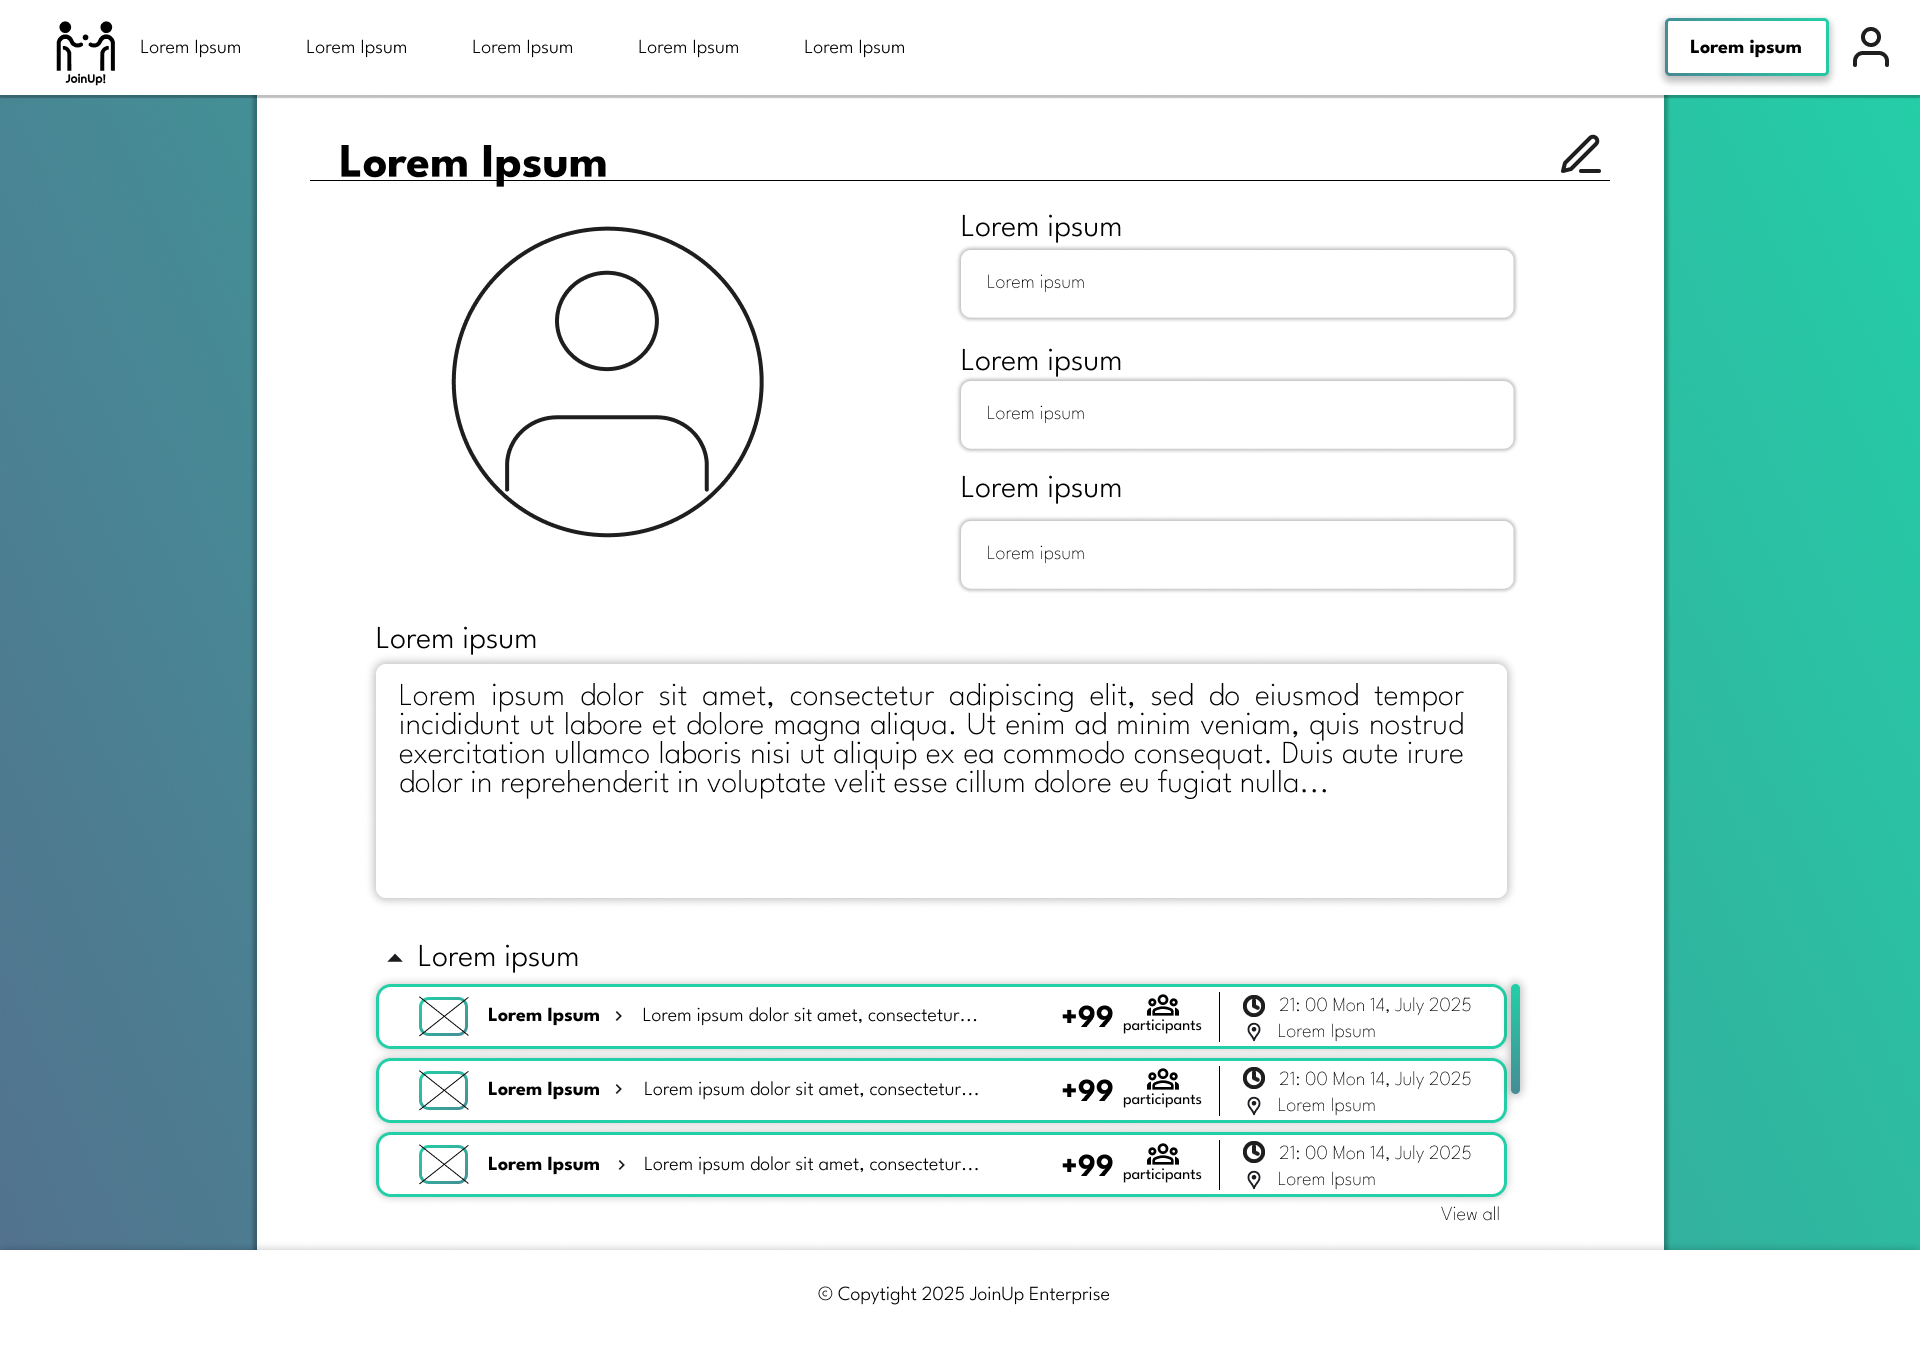 JoinUp!
Lorem Ipsum
Lorem Ipsum
Lorem Ipsum
Lorem Ipsum
Lorem Ipsum
Lorem ipsum
Lorem Ipsum
Lorem ipsum
Lorem ipsum
Lorem ipsum
Lorem ipsum
Lorem ipsum
Lorem ipsum
Lorem ipsum
Lorem ipsum dolor sit amet, consectetur adipiscing elit, sed do eiusmod tempor
incididunt ut labore et dolore magna aliqua. Ut enim ad minim veniam, quis nostrud
exercitation ullamco laboris nisi ut aliquip ex ea commodo consequat. Duis aute irure
dolor in reprehenderit in voluptate velit esse cillum dolore eu fugiat nulla...
Lorem ipsum
Lorem Ipsum > Lorem ipsum dolor sit amet, consectetur...
+99 participants
21: 00 Mon 14, July 2025
Lorem Ipsum
Lorem Ipsum > Lorem ipsum dolor sit amet, consectetur...
+99 participants
21: 00 Mon 14, July 2025
Lorem Ipsum
Lorem Ipsum > Lorem ipsum dolor sit amet, consectetur...
+99 participants
21: 00 Mon 14, July 2025
Lorem Ipsum
View all
© Copytight 2025 JoinUp Enterprise